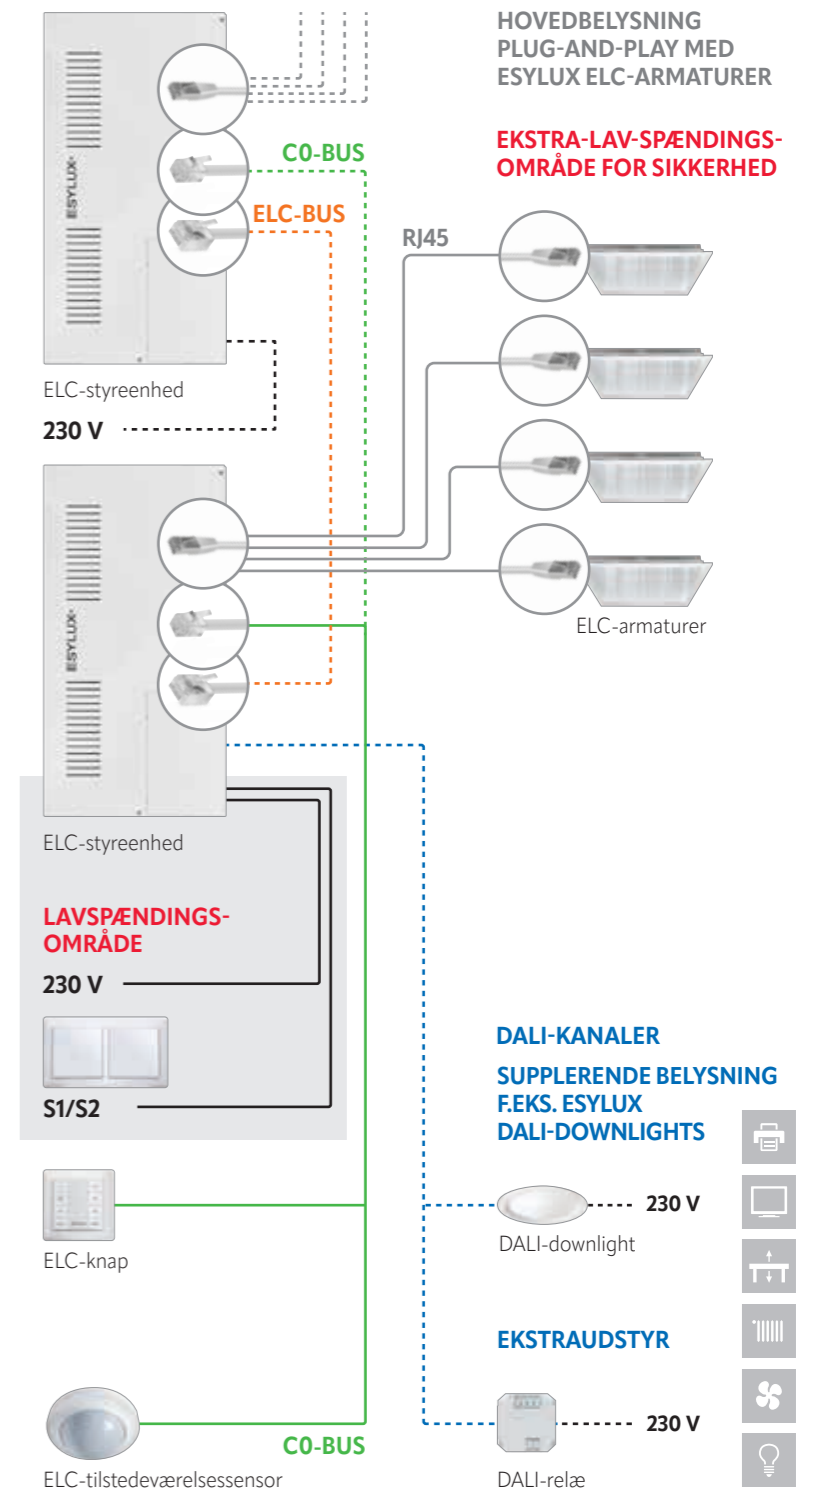 HOVEDBELYSNING
PLUG-AND-PLAY MED
ESYLUX ELC-ARMATURER
EKSTRA-LAV-SPÆNDINGS-
OMRÅDE FOR SIKKERHED
ESYLUX
C0-BUS
ELC-BUS
RJ45
ELC-styreenhed
230 V
ESYLUX
ELC-armaturer
ELC-styreenhed
LAVSPÆNDINGS-
OMRÅDE
230 V
S1/S2
DALI-KANALER
SUPPLERENDE BELYSNING
F.EKS. ESYLUX
DALI-DOWNLIGHTS
230 V
DALI-downlight
ELC-knap
EKSTRAUDSTYR
230 V
C0-BUS
ELC-tilstedeværelsessensor
DALI-relæ